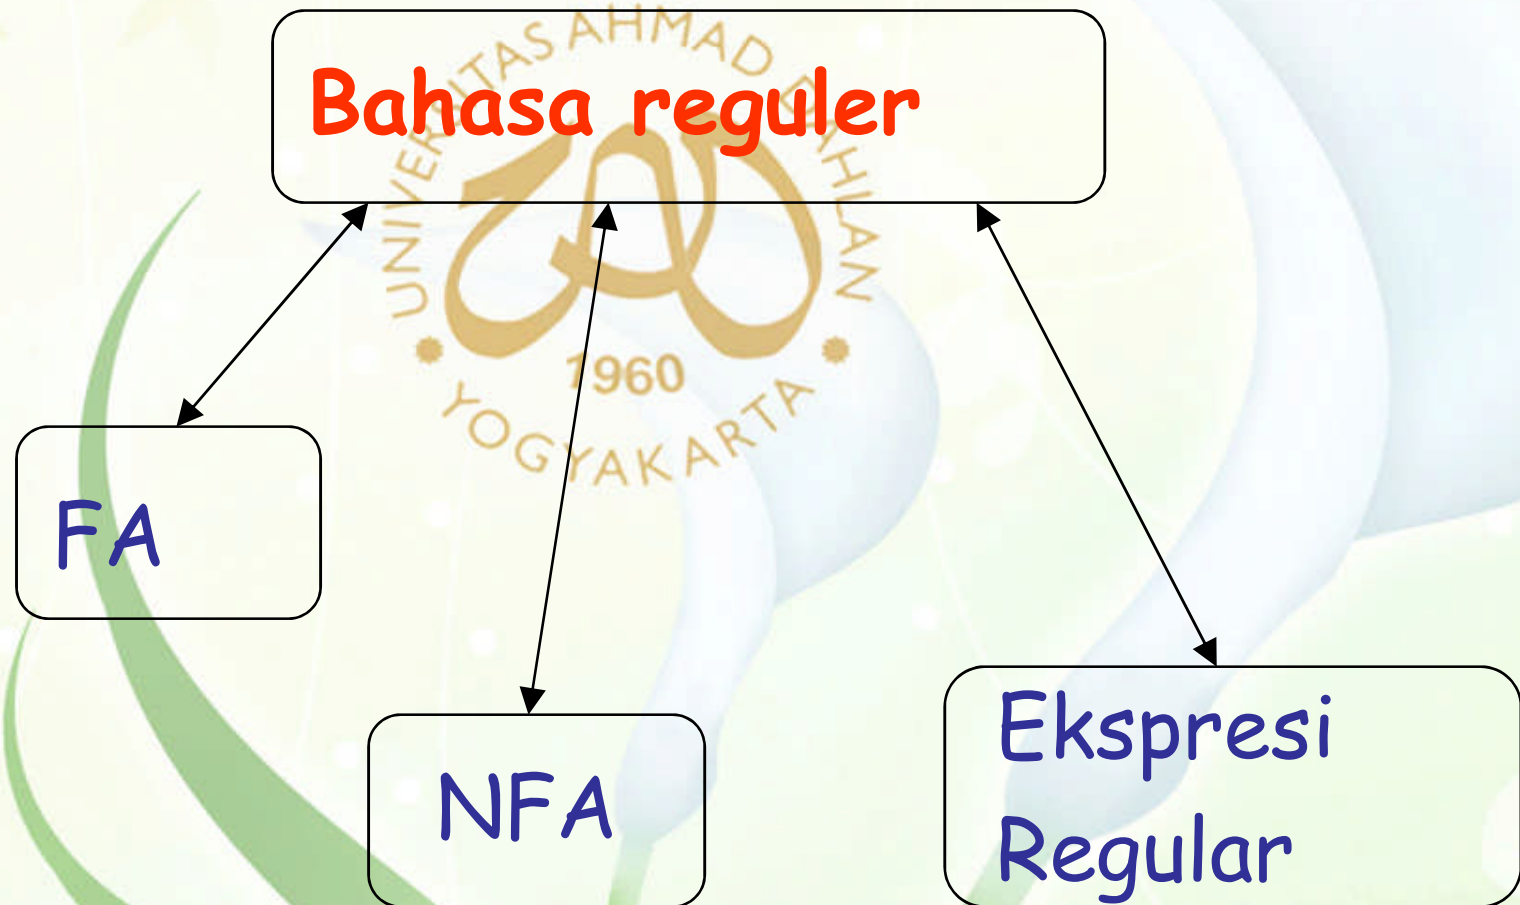 Bahasa reguler
UNIVERSITAS AHMAD DAHLAN
1960
YOGYAKARTA
FA
NFA
Ekspresi
Regular